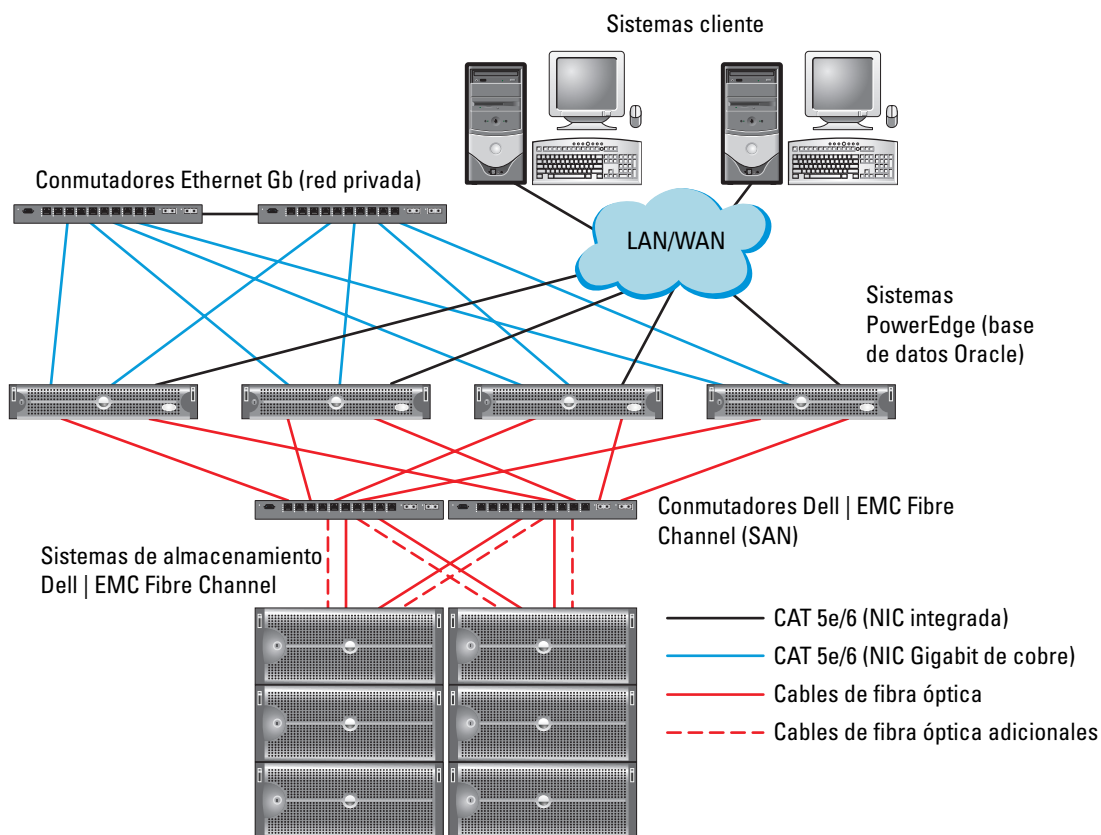 Sistemas cliente
Conmutadores Ethernet Gb (red privada)
LAN/WAN
Sistemas
PowerEdge (base
de datos Oracle)
Conmutadores Dell | EMC Fibre
Channel (SAN)
Sistemas de almacenamiento
Dell | EMC Fibre Channel
CAT 5e/6 (NIC integrada)
CAT 5e/6 (NIC Gigabit de cobre)
Cables de fibra óptica
Cables de fibra óptica adicionales